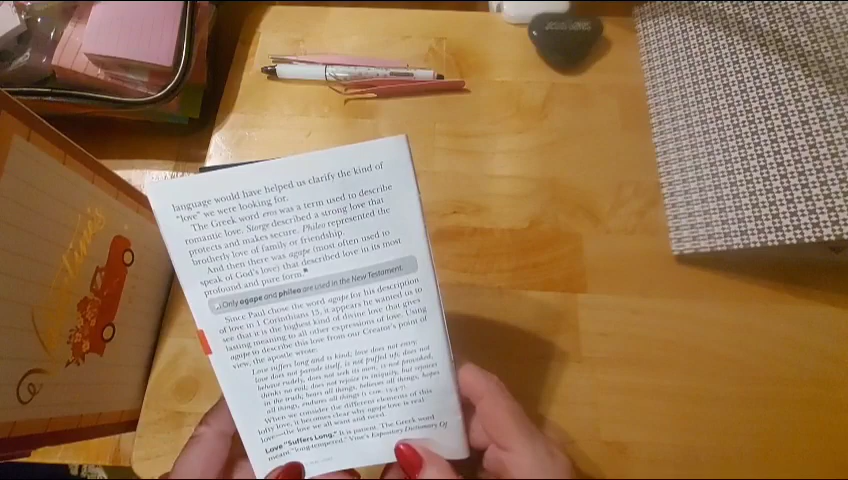 language would have helped us clarify the kind of
"love" we were looking for.
The Greek word eros was a term used to describe
romantic love. Storge described a strong love that
protects and makes secure. Phileo represented the
brotherly love of family or friendship.
And then there was agape (most often used to
speak of God's love) that described love in its most
profound and pure form.*
*Only agape and phileo are used in the New Testament.
Since Paul chose the word agape for his description
of love in 1 Corinthians 13, it appears he wanted us to
see that it is the highest kind of divine love that gives
lasting meaning to all other expressions of love. Using
agape to describe this love from our Creator's point of
view, the apostle wrote:
Love suffers long and is kind; love does not envy;
love does not parade itself, is not puffed up; does not
behave rudely, does not seek its own, is not provoked,
thinks no evil; does not rejoice in iniquity, but rejoices
in the truth; bears all things, believes all things, hopes
all things, endures all things (1 Cor. 13:4-7).
When we consider the different elements of this
lofty love, it becomes clear why agape love is real
love—the love we all want and need.
Love "Suffers Long." It is patient. The Greek word
meant "long-tempered." Vine's Expository Dictionary Of